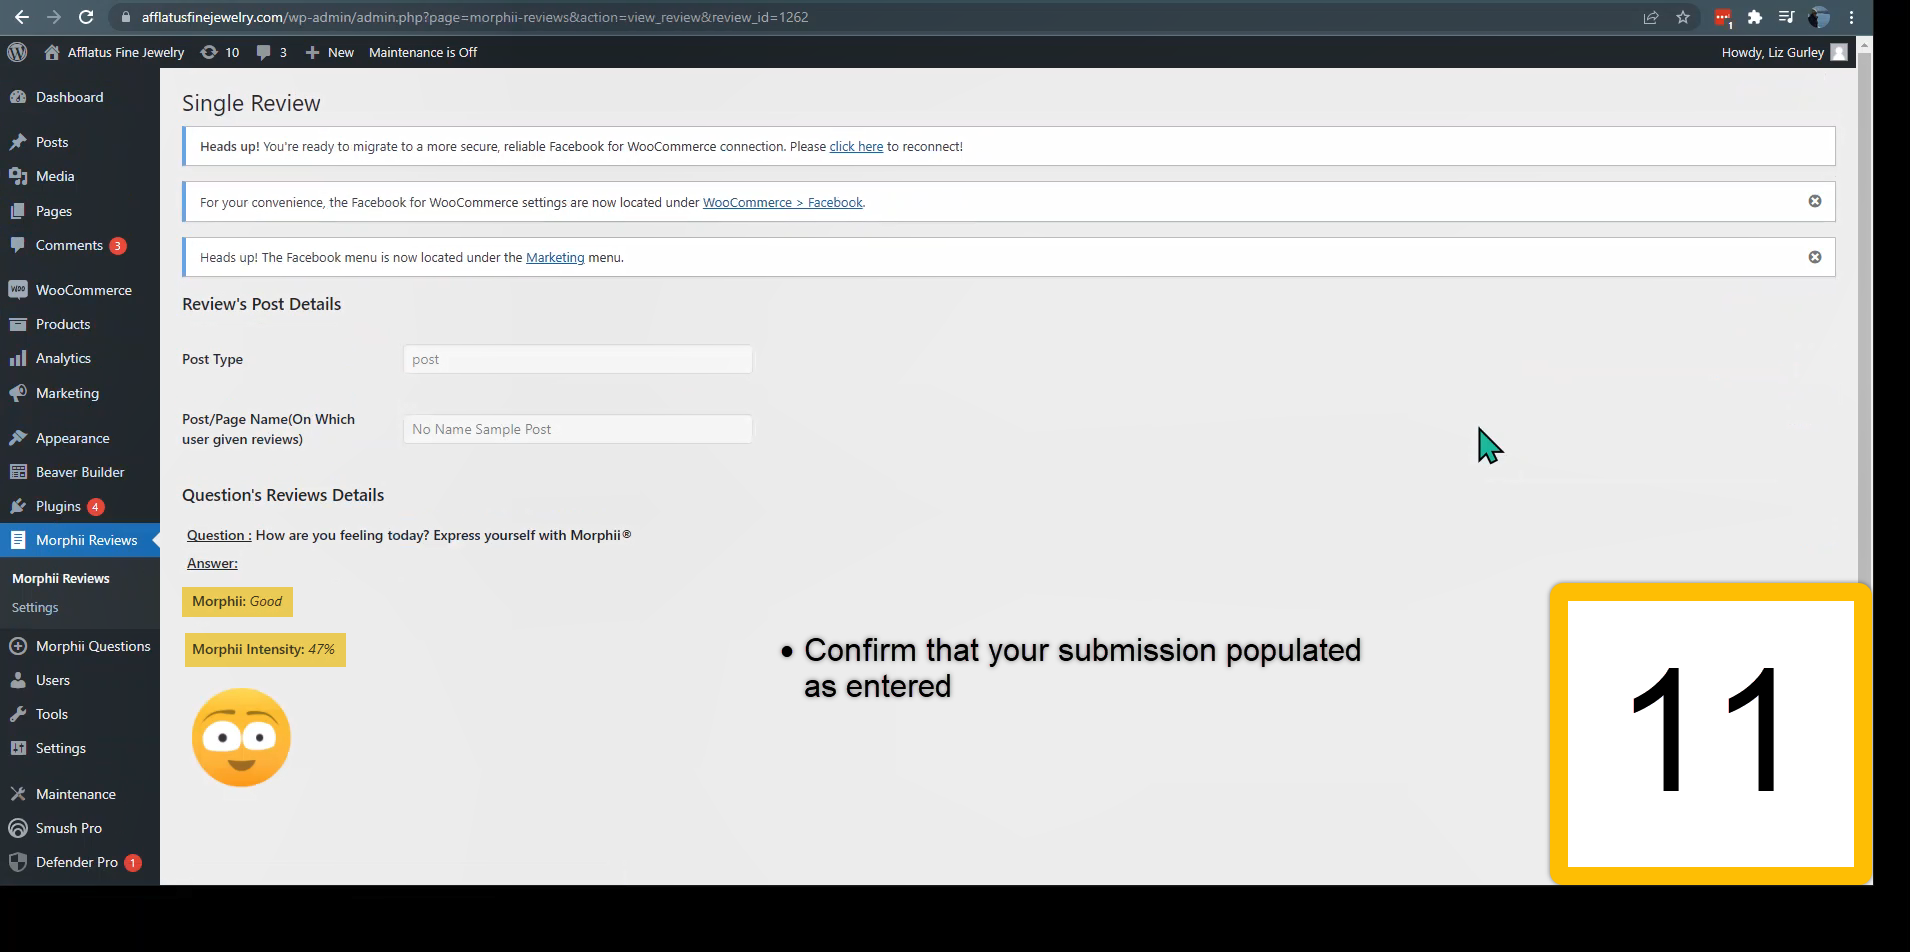 afflatusfinejewelry.com/wp-admin/admin.php?page=morphii-reviews&action=view_review&review_id=1262
1
Afflatus Fine Jewelry 10 3 New Maintenance is Off Howdy, Liz Gurley
Dashboard
Posts
Media
Pages
Comments 3
WooCommerce
Products
Analytics
Marketing
Appearance
Beaver Builder
Plugins 4
Morphii Reviews
Morphii Reviews
Settings
Morphii Questions
Users
Tools
Settings
Maintenance
Smush Pro
Defender Pro 1
Single Review
Heads up! You're ready to migrate to a more secure, reliable Facebook for WooCommerce connection. Please click here to reconnect!
For your convenience, the Facebook for WooCommerce settings are now located under WooCommerce > Facebook.
Heads up! The Facebook menu is now located under the Marketing menu.
Review's Post Details
Post Type post
Post/Page Name(On Which
user given reviews) No Name Sample Post
Question's Reviews Details
Question : How are you feeling today? Express yourself with Morphii®
Answer:
Morphii: Good
Morphii Intensity: 47%
• Confirm that your submission populated
as entered
11